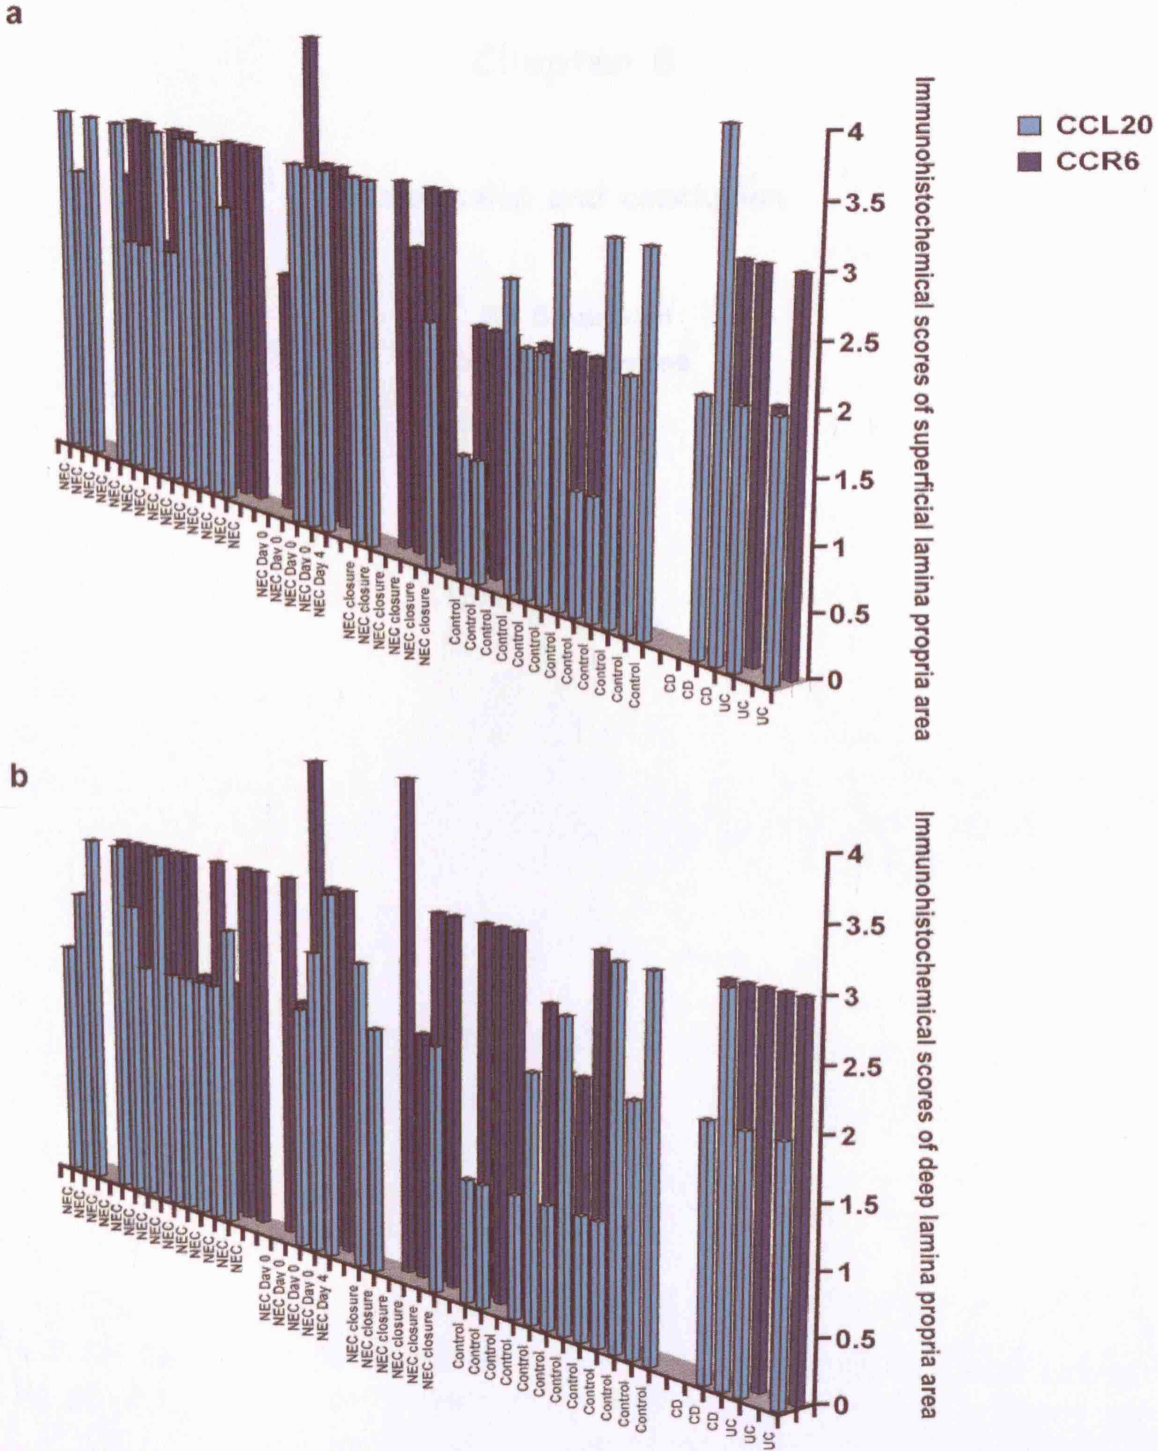 a
CCL20
CCR6
4
3.5
3
2.5
2
1.5
1
0.5
0
Immunohistochemical scores of superficial lamina propria area
NEC
NEC
NEC
NEC
NEC
NEC
NEC
NEC
NEC
NEC
NEC
NEC
NEC
NEC
NEC Day 0
NEC Day 0
NEC Day 0
NEC Day 0
NEC Day 4
NEC closure
NEC closure
NEC closure
NEC closure
NEC closure
NEC closure
Control
Control
Control
Control
Control
Control
Control
Control
Control
Control
Control
Control
CD
CD
CD
UC
UC
UC
b
4
3.5
3
2.5
2
1.5
1
0.5
0
Immunohistochemical scores of deep lamina propria area
NEC
NEC
NEC
NEC
NEC
NEC
NEC
NEC
NEC
NEC
NEC
NEC
NEC
NEC
NEC Day 0
NEC Day 0
NEC Day 0
NEC Day 0
NEC Day 4
NEC closure
NEC closure
NEC closure
NEC closure
NEC closure
NEC closure
Control
Control
Control
Control
Control
Control
Control
Control
Control
Control
Control
Control
CD
CD
CD
UC
UC
UC